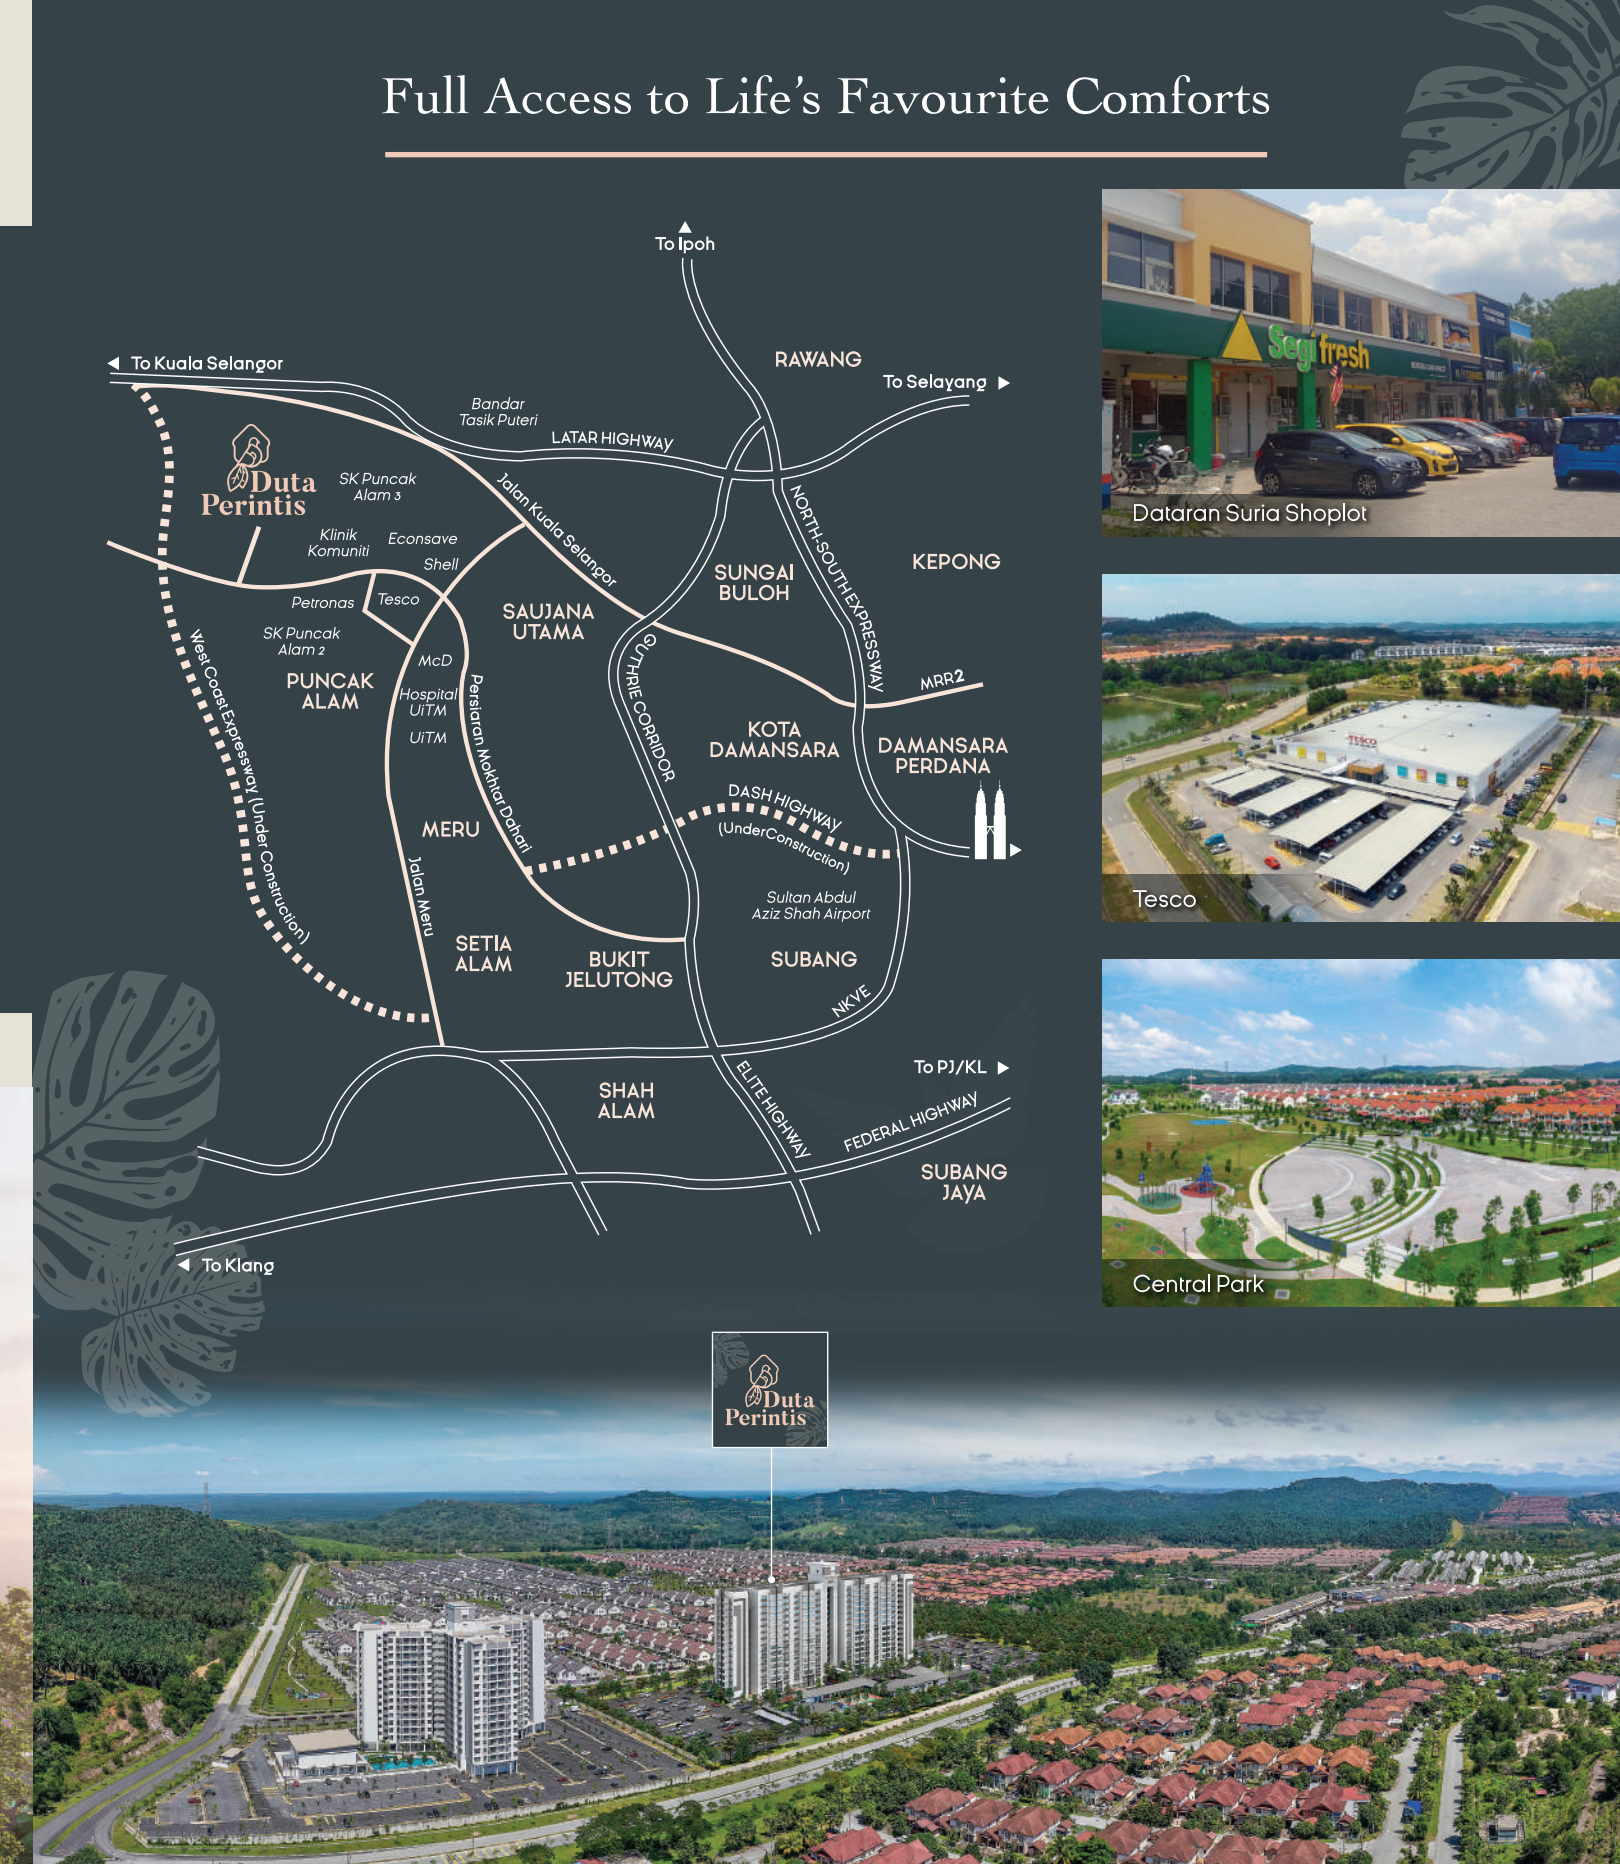 Full Access to Life's Favourite Comforts
To Ipoh
RAWANG
To Kuala Selangor
To Selayang
Bandar
Tasik Puteri
LATAR HIGHWAY
Duta
Perintis
SK Puncak
Alam 3
Jalan Kuala Selangor
NORTH-SOUTH EXPRESSWAY
Klinik
Komuniti
Econsave
Shell
KEPONG
SUNGAI
BULOH
Petronas
Tesco
SAUJANA
UTAMA
SK Puncak
Alam 2
McD
GUTHRIE CORRIDOR
PUNCAK
ALAM
Hospital
UiTM
UiTM
MRR2
West Coast Expressway (Under Construction)
Persiaran Mokhtar Dahari
KOTA
DAMANSARA
DAMANSARA
PERDANA
DASH HIGHWAY
(UnderConstruction)
MERU
Jalan Meru
Sultan Abdul
Aziz Shah Airport
SETIA
ALAM
BUKIT
JELUTONG
SUBANG
NKVE
To PJ/KL
SHAH
ALAM
ELITE HIGHWAY
FEDERAL HIGHWAY
SUBANG
JAYA
To Klang
Segi fresh
Dataran Suria Shoplot
TESCO
Tesco
Central Park
Duta
Perintis